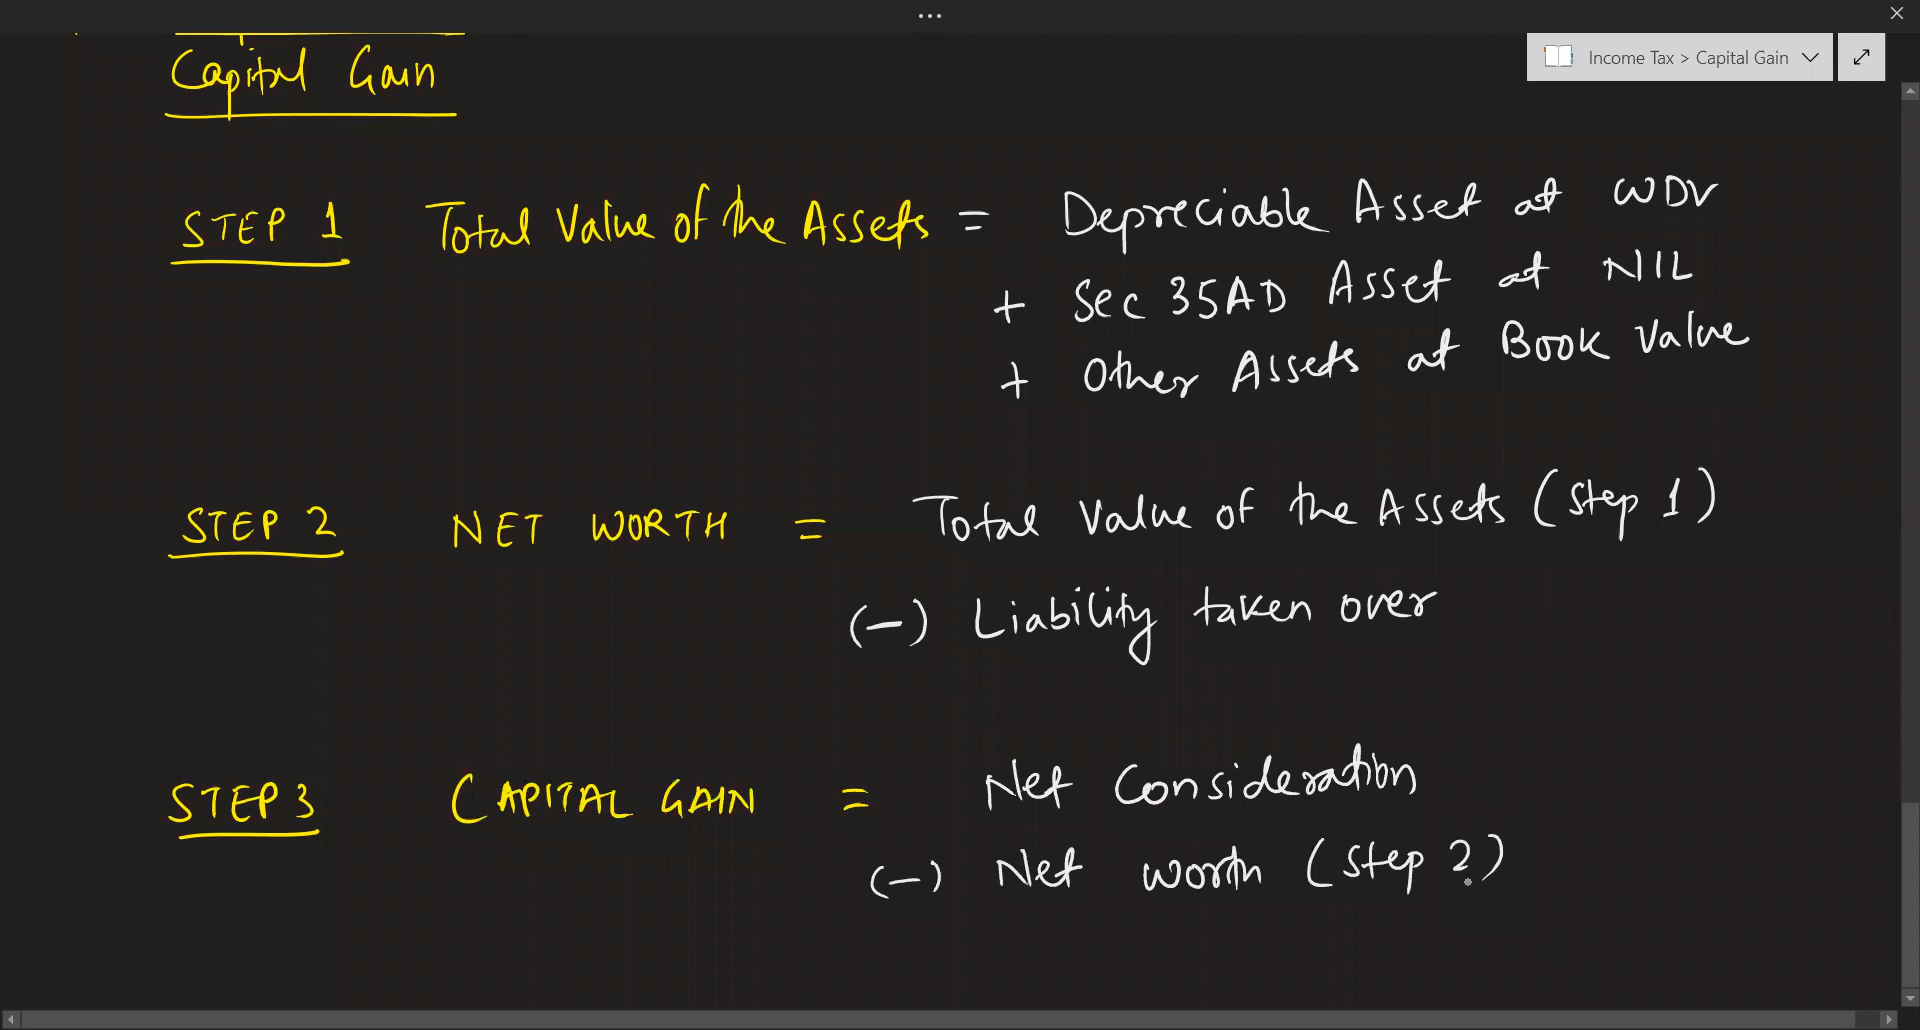 Income Tax > Capital Gain
Capital Gain
STEP 1 Total Value of the Assets = Depreciable Asset at WDV
+ Sec 35AD Asset at NIL
+ Other Assets at Book Value
STEP 2 NET WORTH = Total Value of the Assets (Step 1)
(-) Liability taken over
STEP 3 CAPITAL GAIN = Net Consideration
(-) Net worth (Step 2)